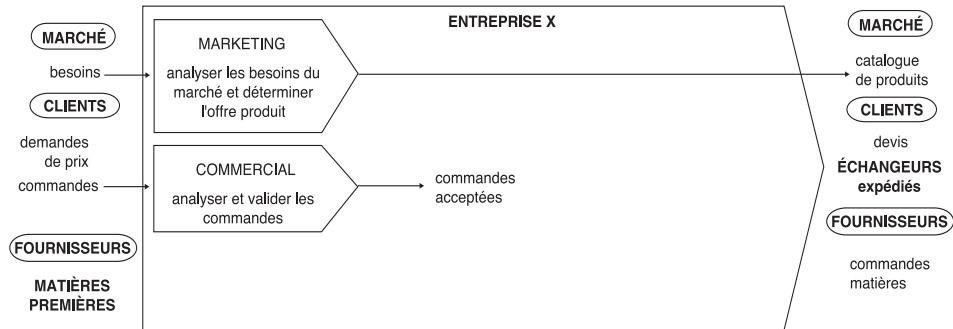 ENTREPRISE X
MARCHÉ
besoins
CLIENTS
demandes
de prix
commandes
FOURNISSEURS
MATIÈRES
PREMIÈRES
MARKETING
analyser les besoins du
marché et déterminer
l'offre produit
COMMERCIAL
analyser et valider les
commandes
commandes
acceptées
MARCHÉ
catalogue
de produits
CLIENTS
devis
ÉCHANGEURS
expédiés
FOURNISSEURS
commandes
matières